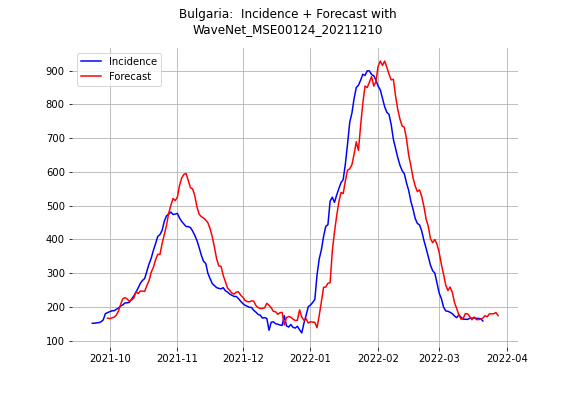 Bulgaria:  Incidence + Forecast with
WaveNet_MSE00124_20211210
Incidence
Forecast
900
800
700
600
500
400
300
200
100
2021-10 2021-11 2021-12 2022-01 2022-02 2022-03 2022-04